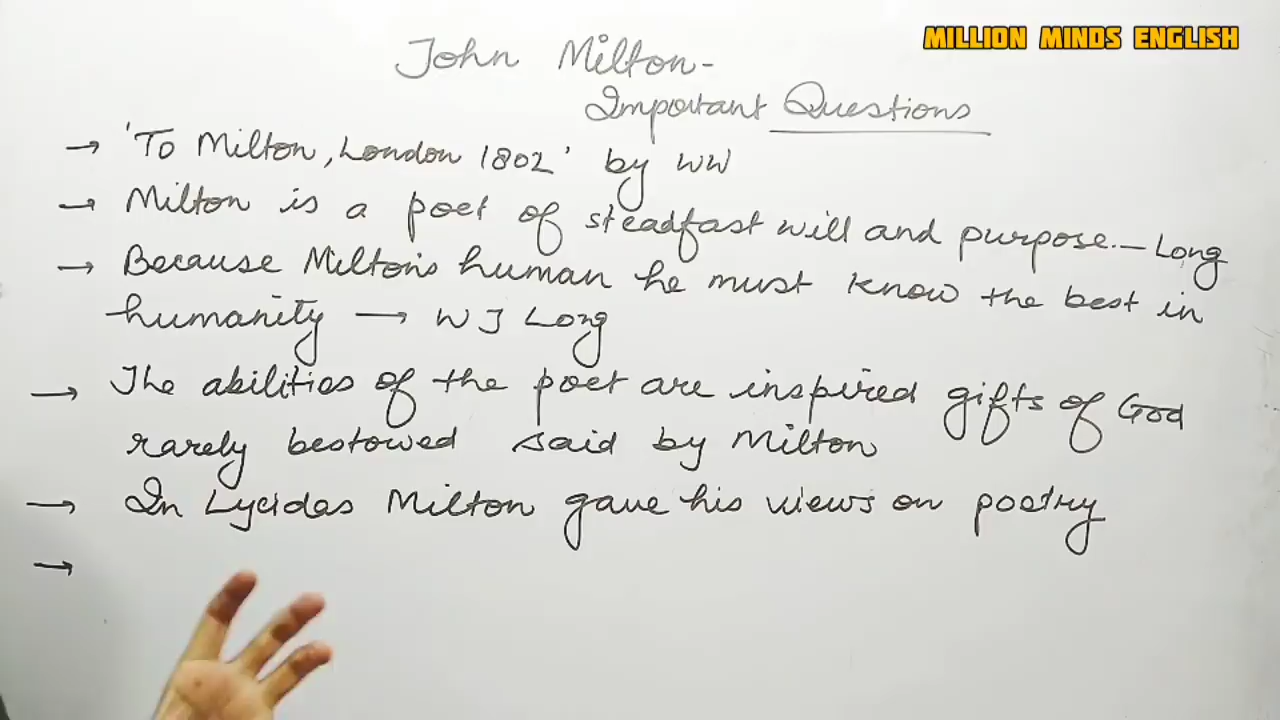 MILLION MINDS ENGLISH
John Milton-
Important Questions
→ 'To Milton, London 1802' by WW
→ Milton is a poet of steadfast will and purpose. – Long
→ Because Milton's human he must know the best in
humanity → W J Long
→ The abilities of the poet are inspired gifts of God
rarely bestowed said by Milton
→ In Lycidas Milton gave his views on poetry
→